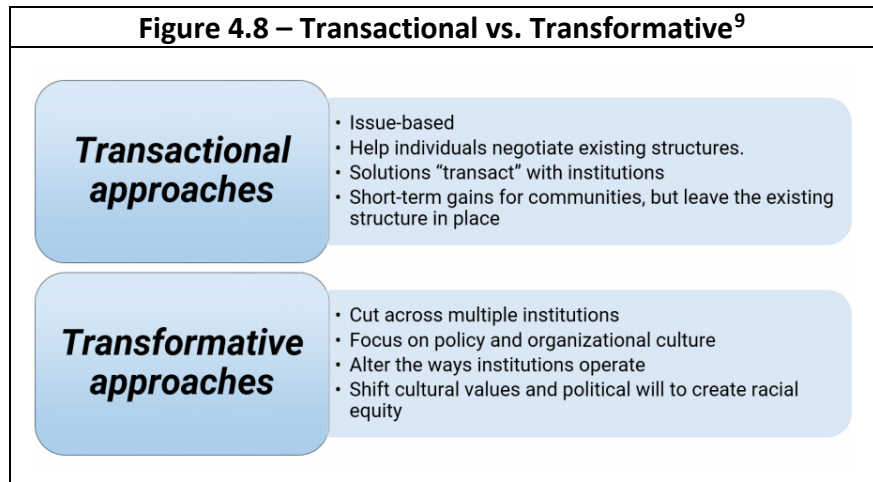 Figure 4.8 – Transactional vs. Transformative9
Transactional
approaches
• Issue-based
• Help individuals negotiate existing structures.
• Solutions “transact” with institutions
• Short-term gains for communities, but leave the existing
structure in place
Transformative
approaches
• Cut across multiple institutions
• Focus on policy and organizational culture
• Alter the ways institutions operate
• Shift cultural values and political will to create racial
equity